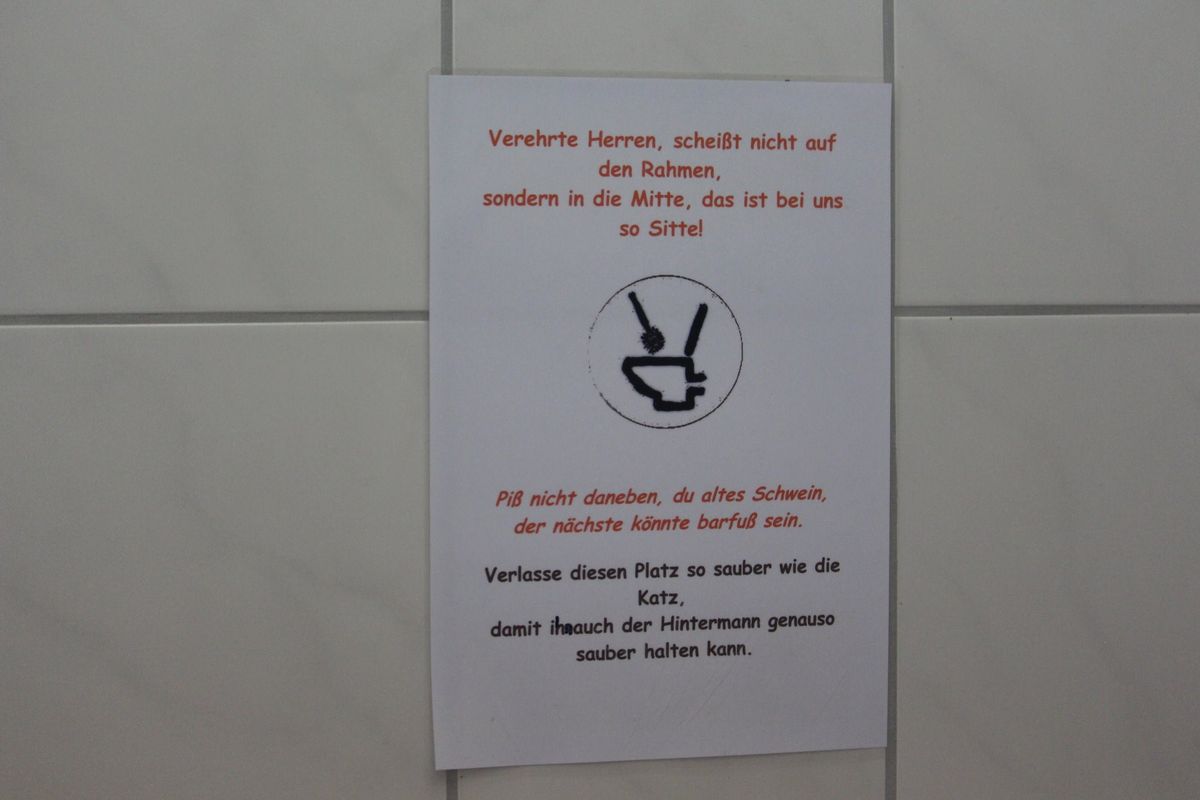 Verehrte Herren, scheißt nicht auf
den Rahmen,
sondern in die Mitte, das ist bei uns
so Sitte!
Piß nicht daneben, du altes Schwein,
der nächste könnte barfuß sein.
Verlasse diesen Platz so sauber wie die
Katz,
damit ihn auch der Hintermann genauso
sauber halten kann.